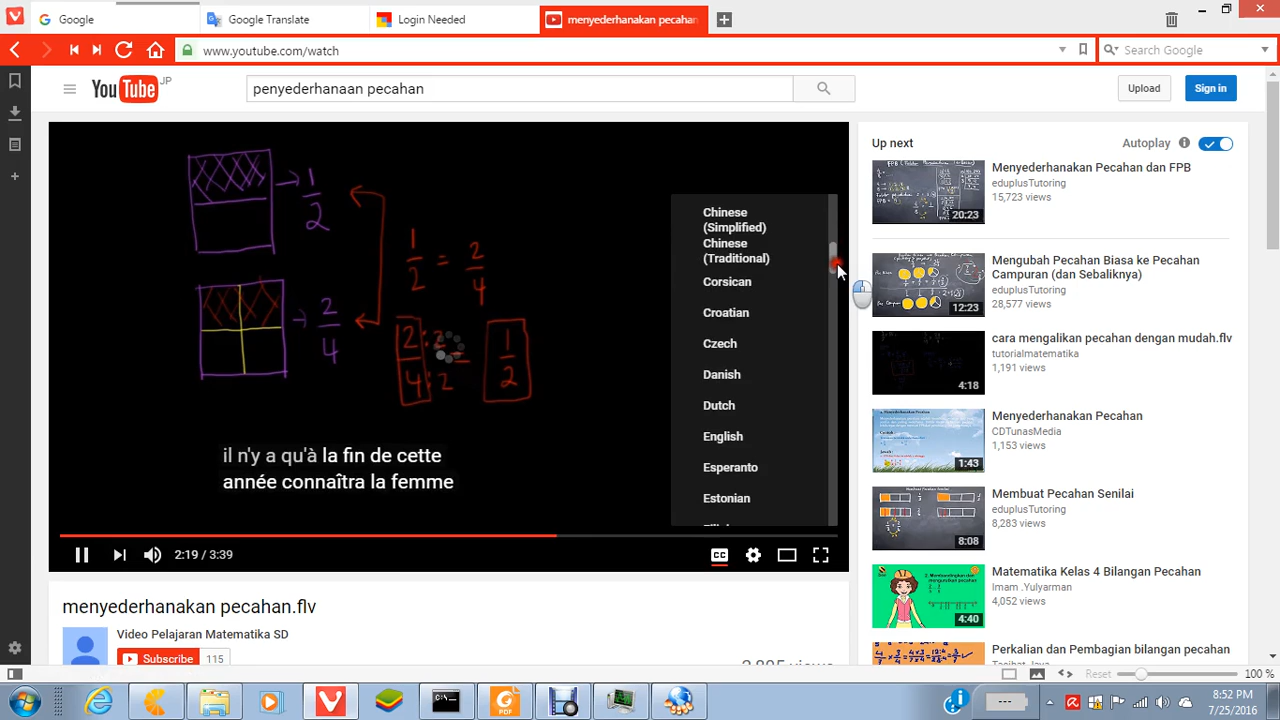 Google
Google Translate
Login Needed
menyederhanakan pecahan
www.youtube.com/watch
Search Google
YouTube JP
penyederhanaan pecahan
Upload
Sign in
1
2
2
4
1 = 2
2 4
2 : 2 = 1
4 : 2 2
Chinese
(Simplified)
Chinese
(Traditional)
Corsican
Croatian
Czech
Danish
Dutch
English
Esperanto
Estonian
il n'y a qu'à la fin de cette
année connaîtra la femme
2:19 / 3:39
CC
menyederhanakan pecahan.flv
Video Pelajaran Matematika SD
Subscribe 115
Up next
Autoplay
Menyederhanakan Pecahan dan FPB
eduplusTutoring
15,723 views
20:23
Mengubah Pecahan Biasa ke Pecahan
Campuran (dan Sebaliknya)
eduplusTutoring
28,577 views
12:23
cara mengalikan pecahan dengan mudah.flv
tutorialmatematika
1,191 views
4:18
Menyederhanakan Pecahan
CDTunasMedia
1,153 views
1:43
Membuat Pecahan Senilai
eduplusTutoring
8,283 views
8:08
Matematika Kelas 4 Bilangan Pecahan
Imam .Yulyarman
4,052 views
4:40
Perkalian dan Pembagian bilangan pecahan
Reset
100 %
PDF
8:52 PM
7/25/2016